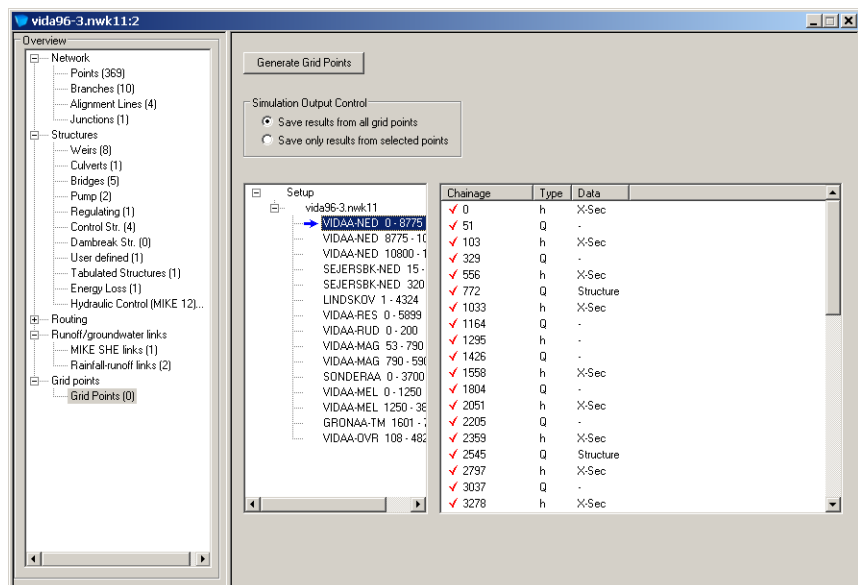 vida96-3.nwk11:2
Overview
Network
Points (369)
Branches (10)
Alignment Lines (4)
Junctions (1)
Structures
Weirs (8)
Culverts (1)
Bridges (5)
Pump (2)
Regulating (1)
Control Str. (4)
Dambreak Str. (0)
User defined (1)
Tabulated Structures (1)
Energy Loss (1)
Hydraulic Control (MIKE 12)...
Routing
Runoff/groundwater links
MIKE SHE links (1)
Rainfall-runoff links (2)
Grid points
Grid Points (0)
Generate Grid Points
Simulation Output Control
Save results from all grid points
Save only results from selected points
Setup
vida96-3.nwk11
VIDAA-NED 0 - 8775
VIDAA-NED 8775 - 10
VIDAA-NED 10800 - 1
SEJERSBK-NED 15 -
SEJERSBK-NED 320
LINDSKOV 1 - 4324
VIDAA-RES 0 - 5899
VIDAA-RUD 0 - 200
VIDAA-MAG 53 - 790
VIDAA-MAG 790 - 590
SONDERAA 0 - 3700
VIDAA-MEL 0 - 1250
VIDAA-MEL 1250 - 38
GRONAA-TM 1601 - 7
VIDAA-OVR 108 - 482
Chainage Type Data
0 h X-Sec
51 Q -
103 h X-Sec
329 Q -
556 h X-Sec
772 Q Structure
1033 h X-Sec
1164 Q -
1295 h -
1426 Q -
1558 h X-Sec
1804 Q -
2051 h X-Sec
2205 Q -
2359 h X-Sec
2545 Q Structure
2797 h X-Sec
3037 Q -
3278 h X-Sec